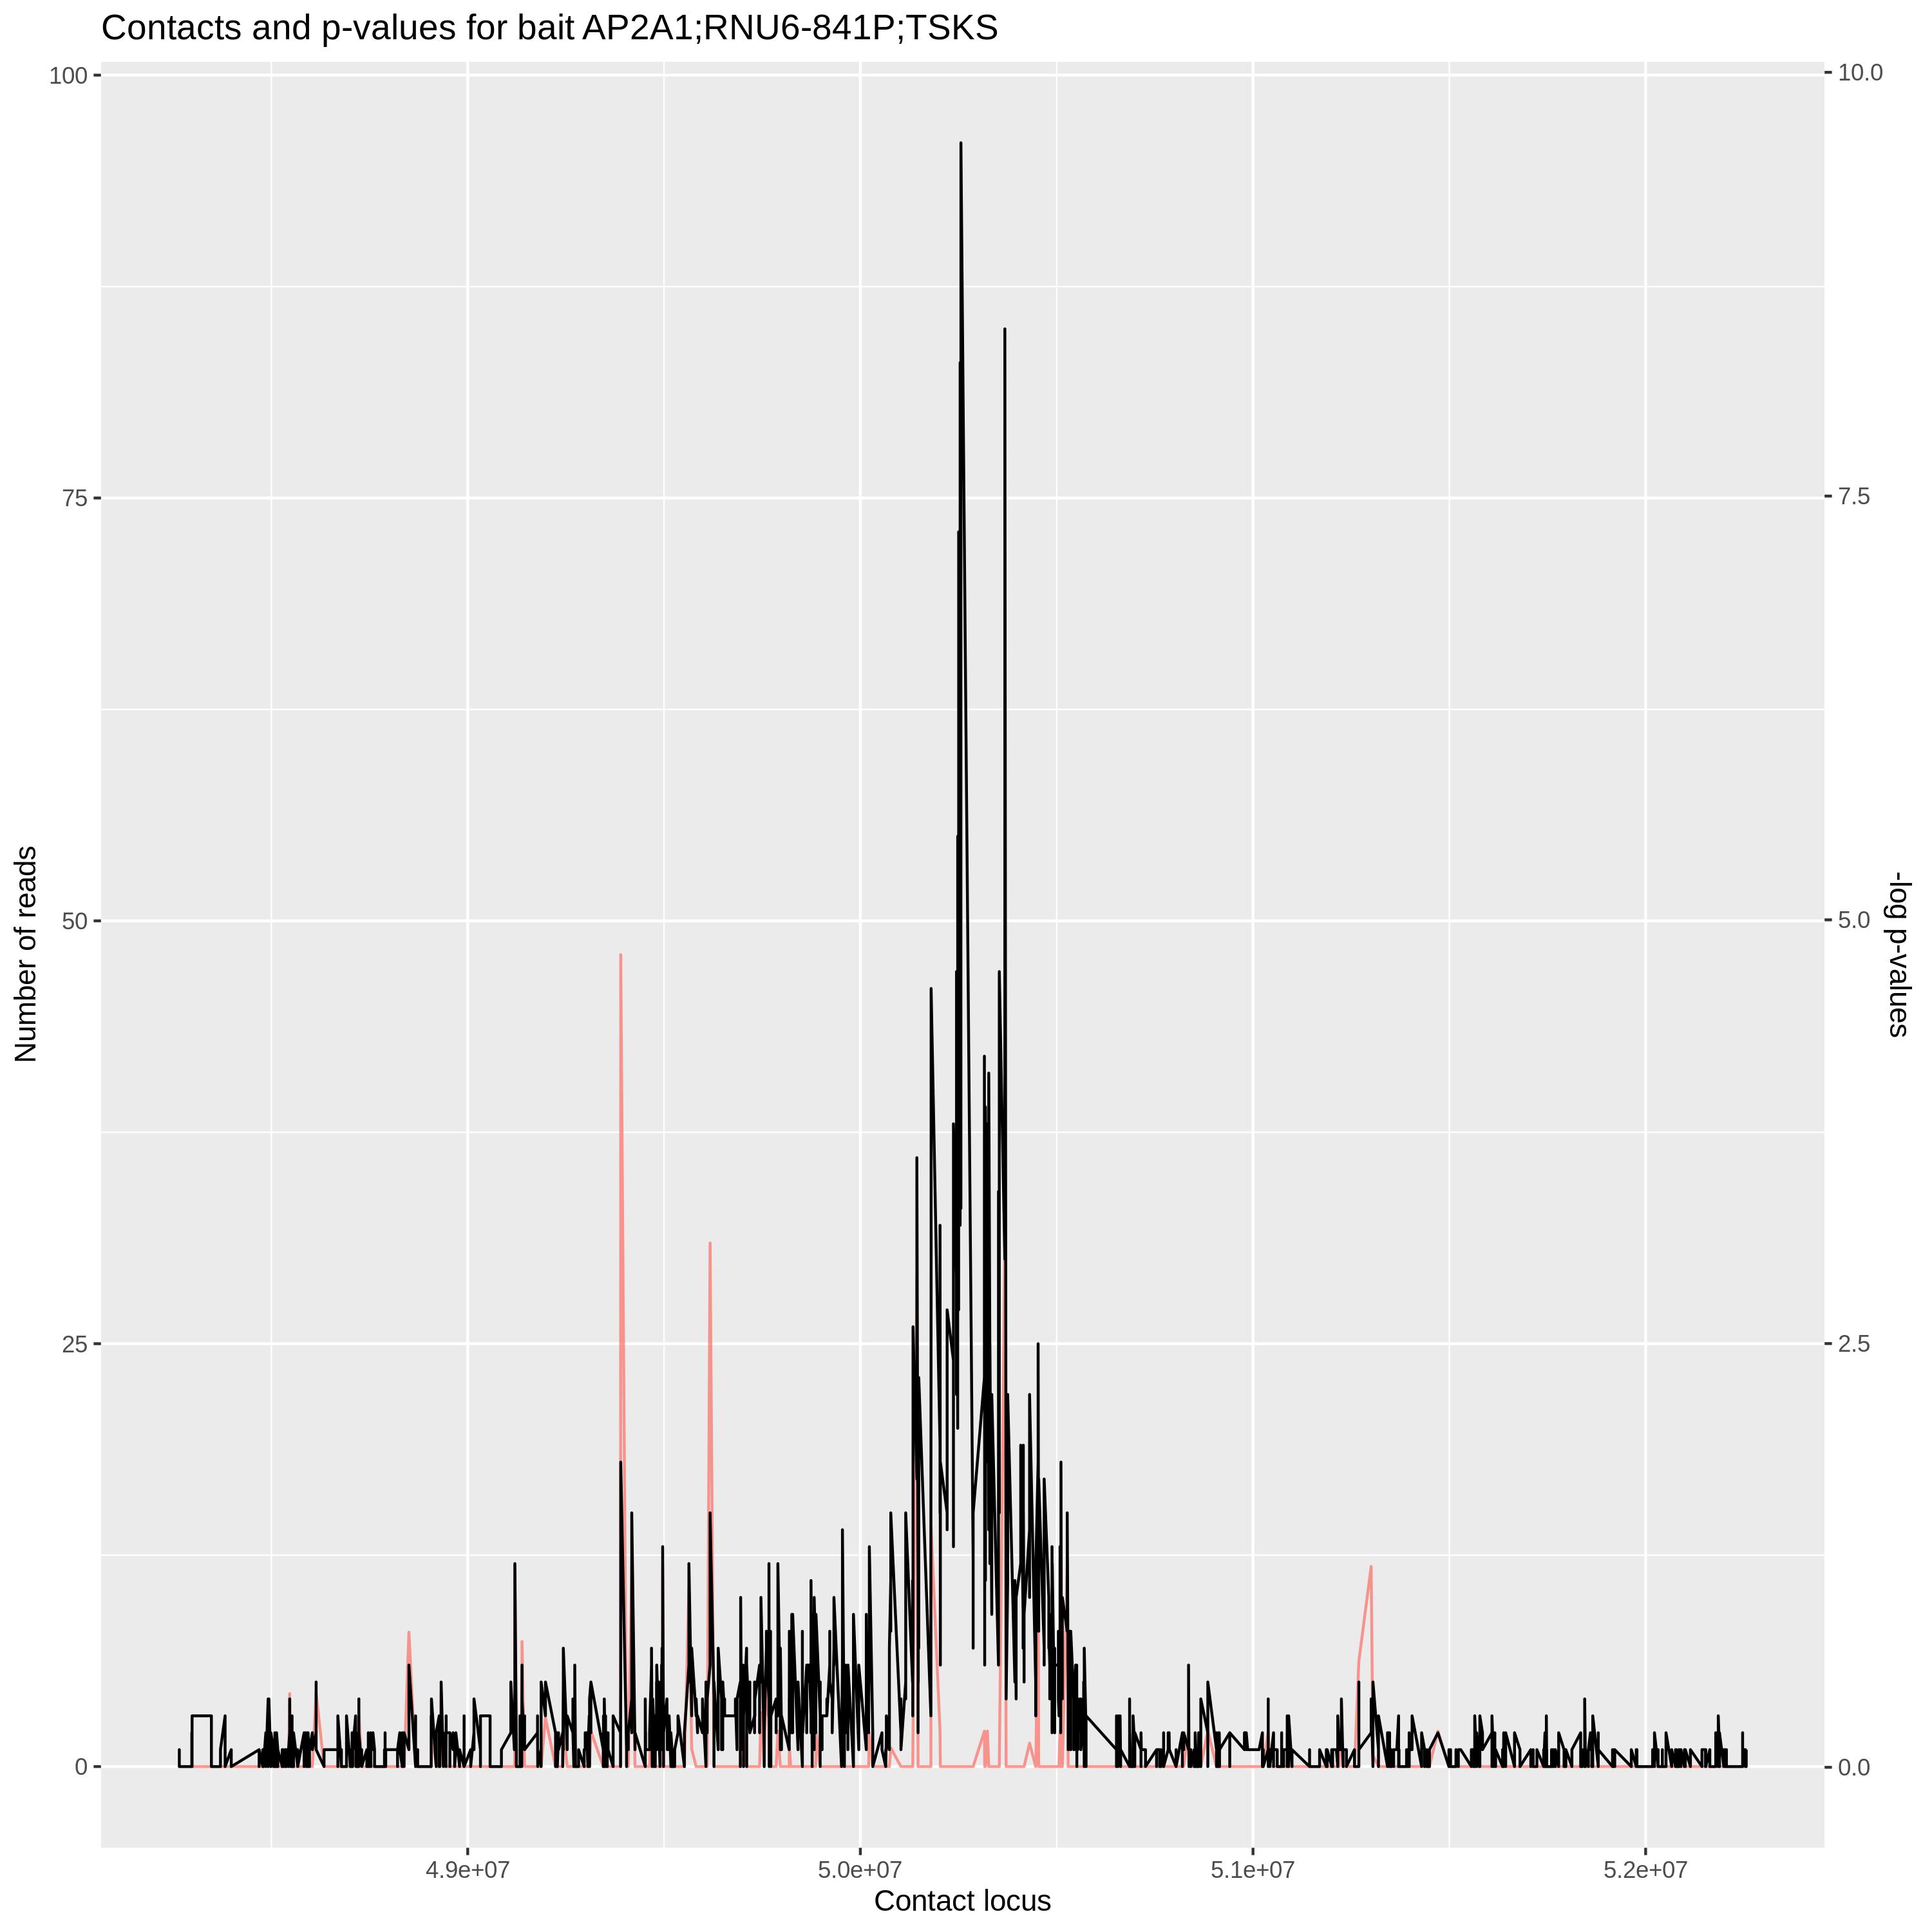 Contacts and p-values for bait AP2A1;RNU6-841P;TSKS
100
75
50
25
0
Number of reads
10.0
7.5
5.0
2.5
0.0
-log p-values
4.9e+07
5.0e+07
5.1e+07
5.2e+07
Contact locus